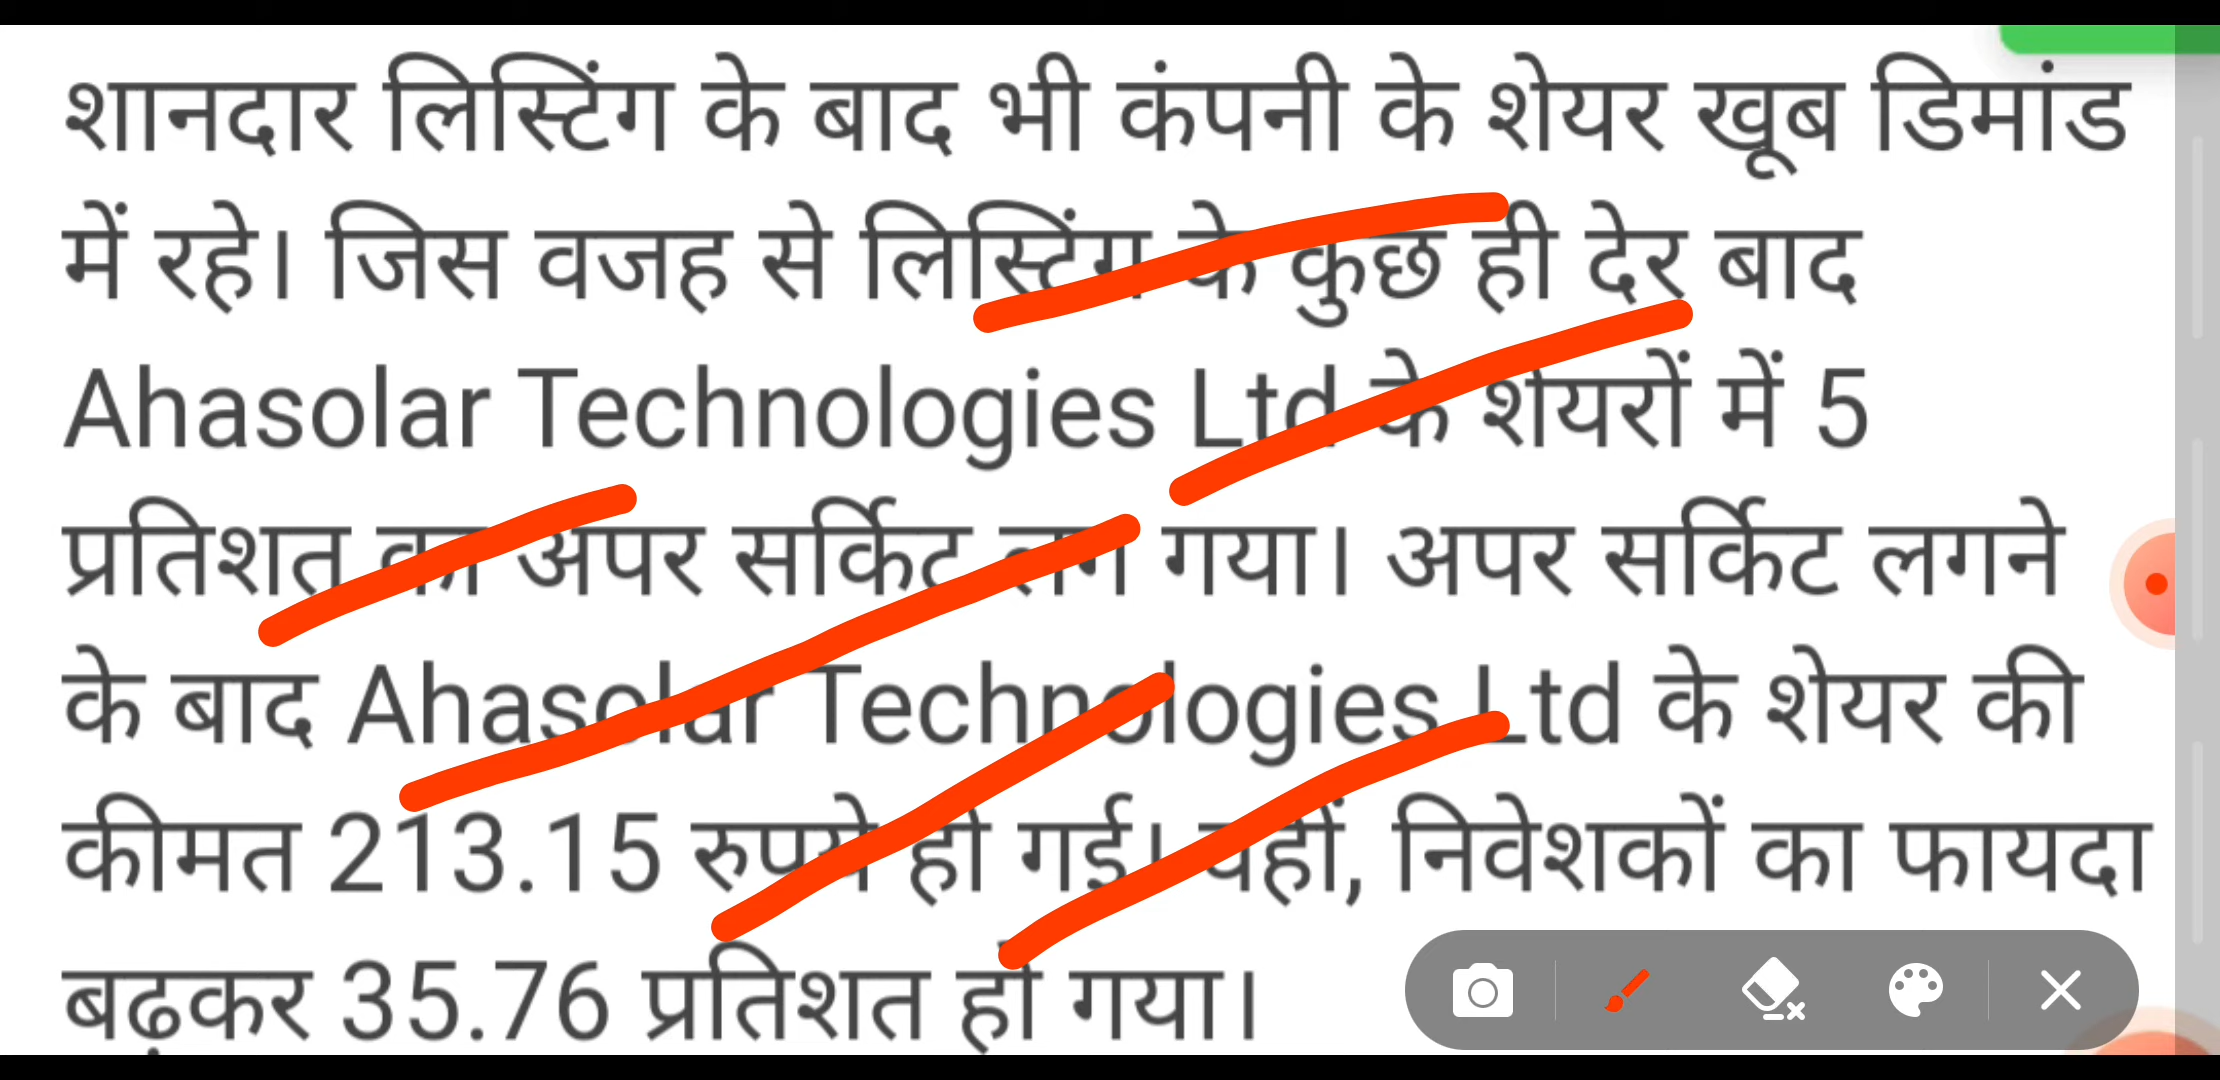 शानदार लिस्टिंग के बाद भी कंपनी के शेयर खूब डिमांड
में रहे। जिस वजह से लिस्टिंग के कुछ ही देर बाद
Ahasolar Technologies Ltd के शेयरों में 5
प्रतिशत का अपर सर्किट लग गया। अपर सर्किट लगने
के बाद Ahasolar Technologies Ltd के शेयर की
कीमत 213.15 रुपये हो गई। वहीं, निवेशकों का फायदा
बढ़कर 35.76 प्रतिशत हो गया।